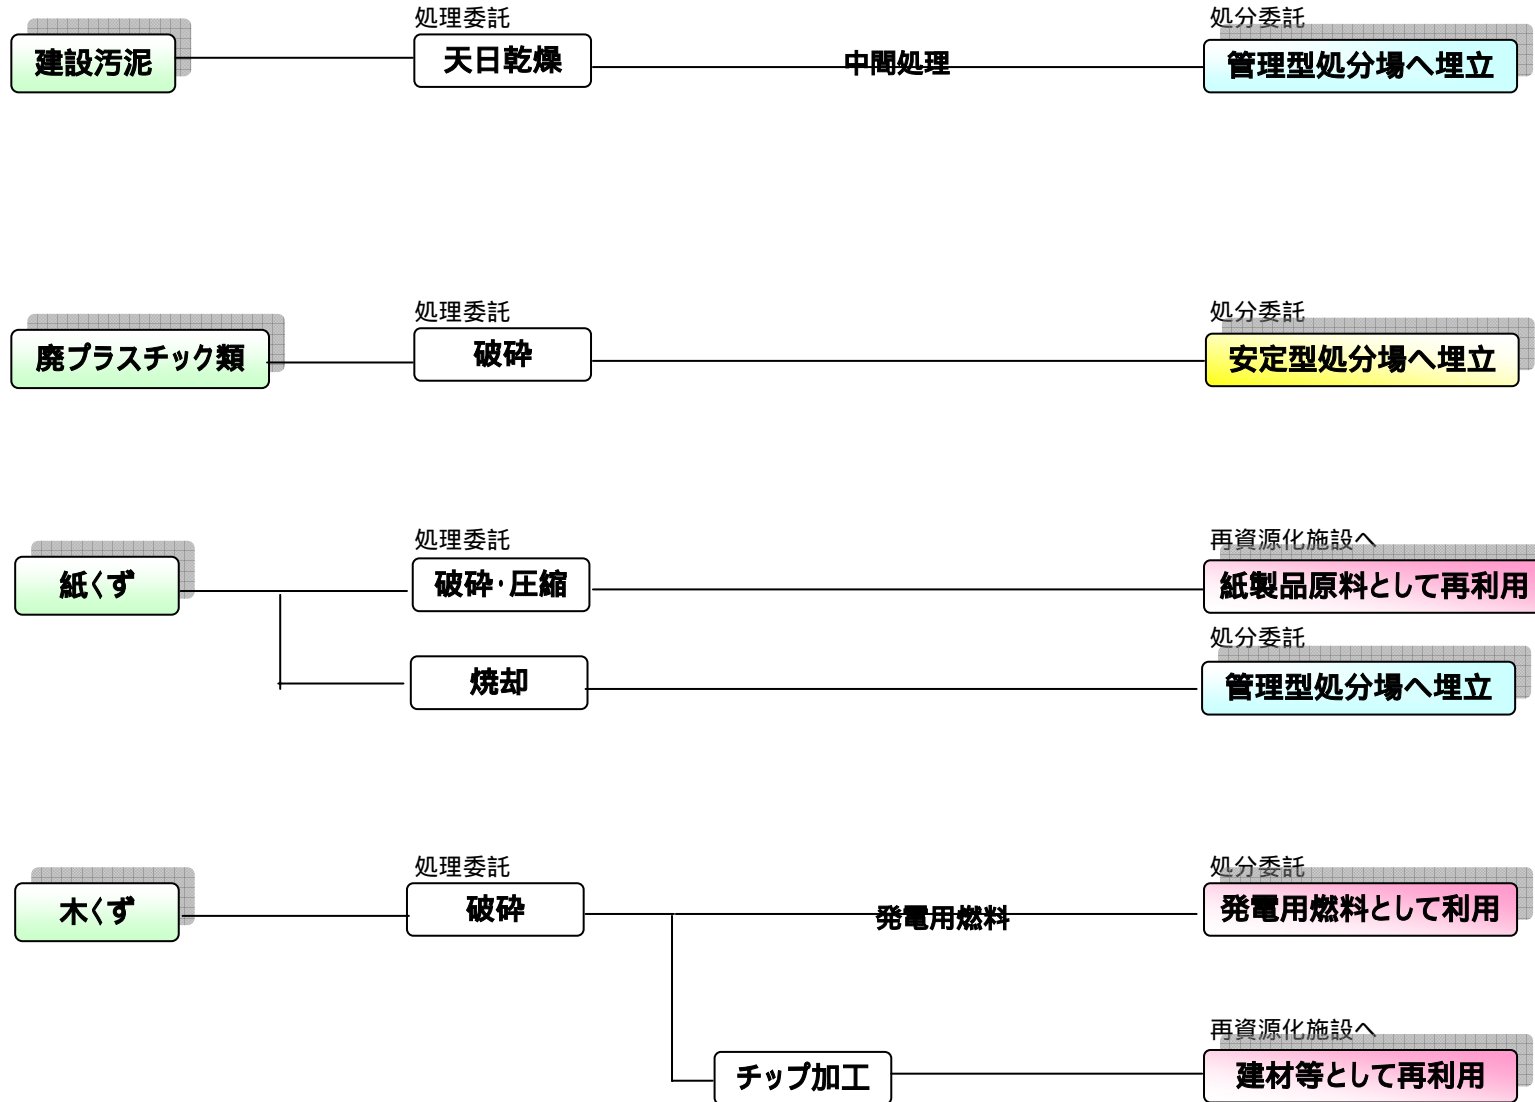 処理委託
処分委託
建設汚泥
天日乾燥
中間処理
管理型処分場へ埋立
処理委託
処分委託
廃プラスチック類
破砕
安定型処分場へ埋立
処理委託
再資源化施設へ
紙くず
破砕・圧縮
紙製品原料として再利用
処分委託
焼却
管理型処分場へ埋立
処理委託
処分委託
木くず
破砕
発電用燃料
発電用燃料として利用
再資源化施設へ
チップ加工
建材等として再利用